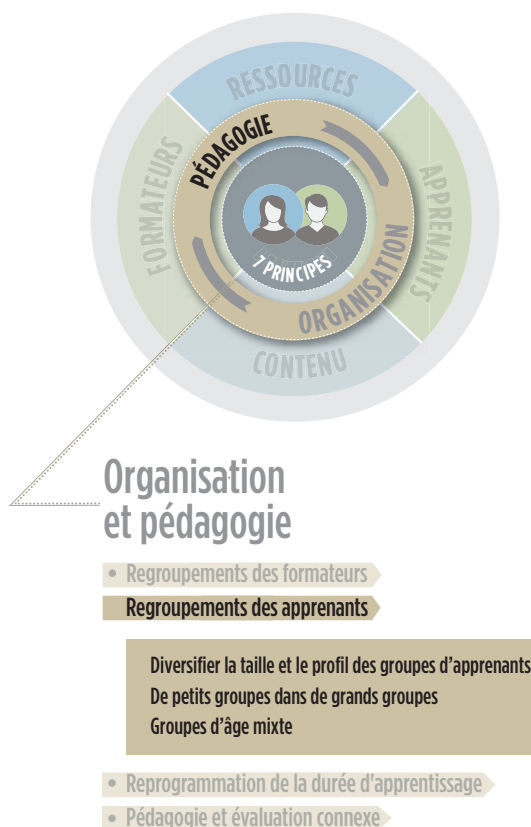 RESSOURCES
PÉDAGOGIE
FORMATEURS
APPRENANTS
7 PRINCIPES
ORGANISATION
CONTENU
Organisation
et pédagogie
• Regroupements des formateurs
Regroupements des apprenants
Diversifier la taille et le profil des groupes d'apprenants
De petits groupes dans de grands groupes
Groupes d'âge mixte
• Reprogrammation de la durée d'apprentissage
• Pédagogie et évaluation connexe